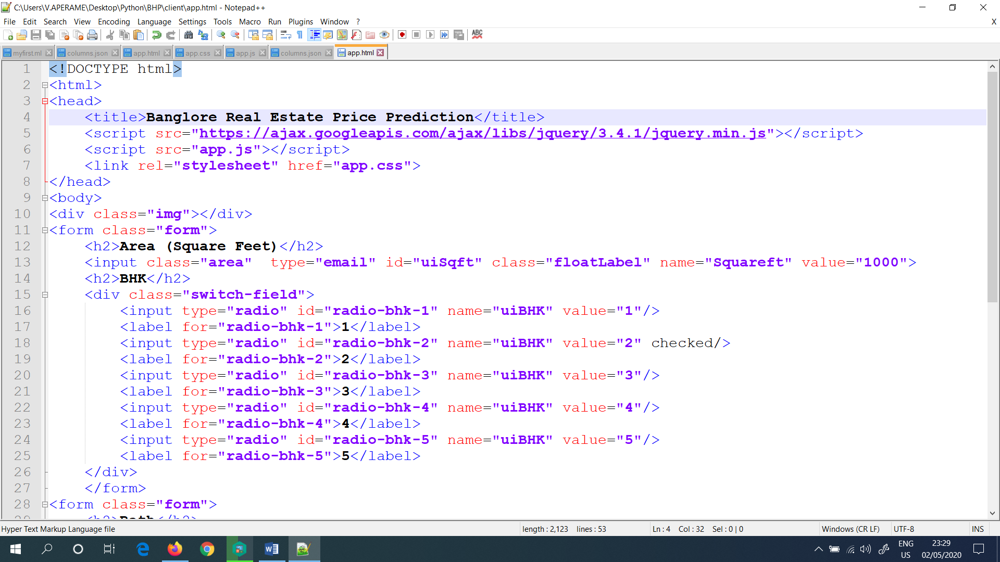 C:\Users\V.APERAME\Desktop\Python\BHP\client\app.html - Notepad++
File Edit Search View Encoding Language Settings Tools Macro Run Plugins Window ? X
ABC
myfirst.ml columns.json app.html app.css app.js columns.json app.html
1 <!DOCTYPE html>
2 <html>
3 <head>
4 <title>Banglore Real Estate Price Prediction</title>
5 <script src="https://ajax.googleapis.com/ajax/libs/jquery/3.4.1/jquery.min.js"></script>
6 <script src="app.js"></script>
7 <link rel="stylesheet" href="app.css">
8 </head>
9 <body>
10 <div class="img"></div>
11 <form class="form">
12 <h2>Area (Square Feet)</h2>
13 <input class="area"  type="email" id="uiSqft" class="floatLabel" name="Squareft" value="1000">
14 <h2>BHK</h2>
15 <div class="switch-field">
16 <input type="radio" id="radio-bhk-1" name="uiBHK" value="1"/>
17 <label for="radio-bhk-1">1</label>
18 <input type="radio" id="radio-bhk-2" name="uiBHK" value="2" checked/>
19 <label for="radio-bhk-2">2</label>
20 <input type="radio" id="radio-bhk-3" name="uiBHK" value="3"/>
21 <label for="radio-bhk-3">3</label>
22 <input type="radio" id="radio-bhk-4" name="uiBHK" value="4"/>
23 <label for="radio-bhk-4">4</label>
24 <input type="radio" id="radio-bhk-5" name="uiBHK" value="5"/>
25 <label for="radio-bhk-5">5</label>
26 </div>
27 </form>
28 <form class="form">
29 <h2>Bath</h2>
Hyper Text Markup Language file length : 2,123 lines : 53 Ln : 4 Col : 32 Sel : 0 | 0 Windows (CR LF) UTF-8 INS
ENG 23:29
US 02/05/2020